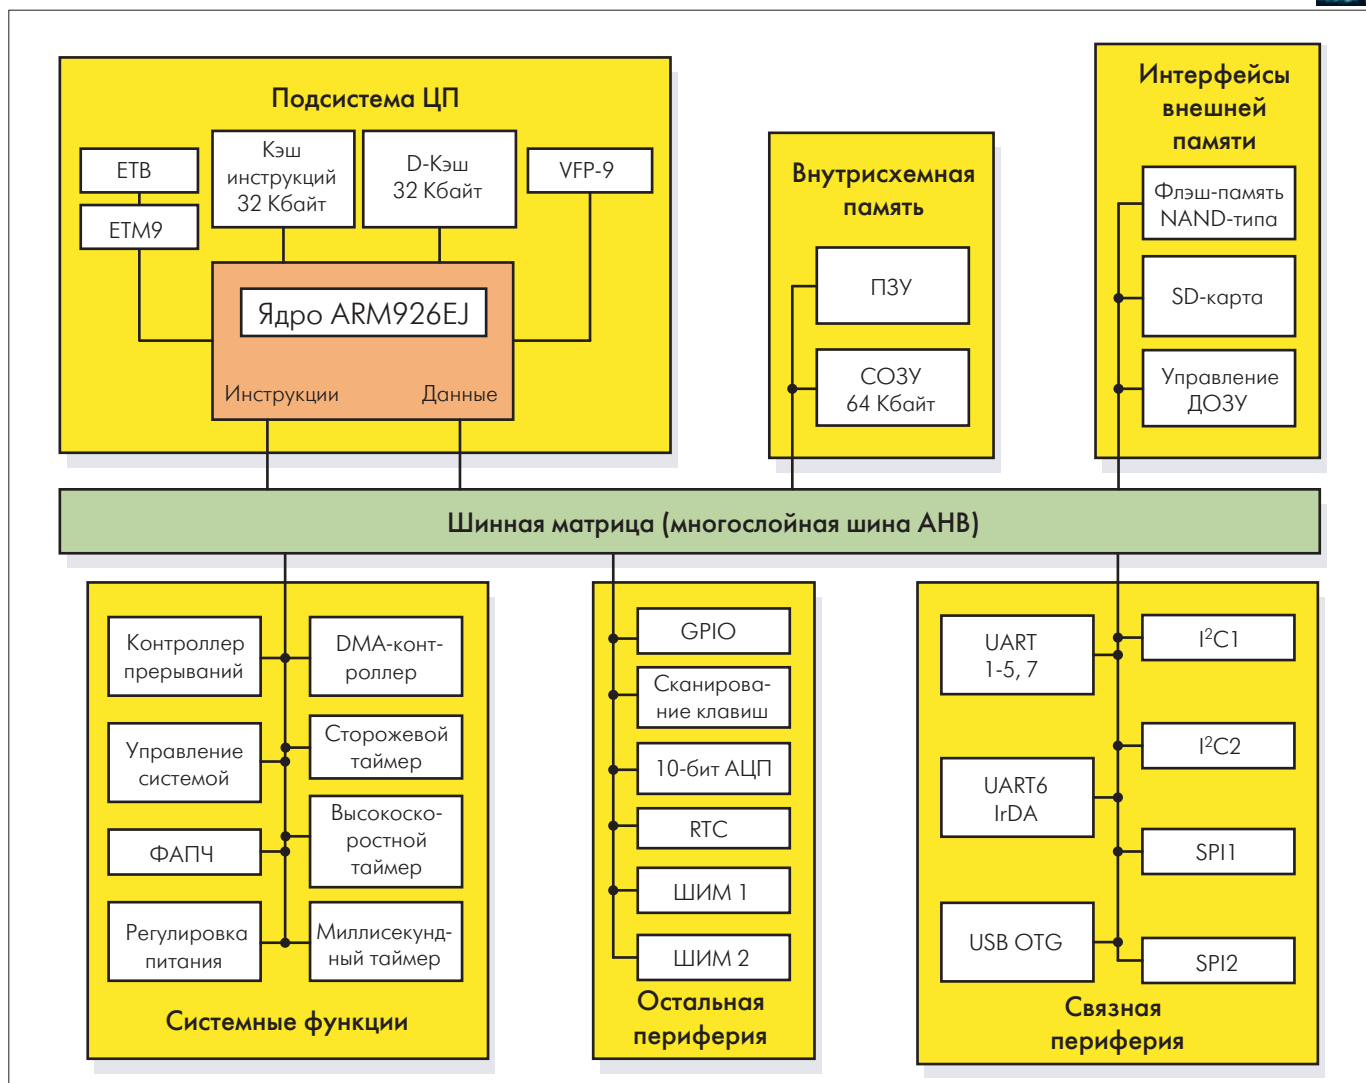 Подсистема ЦП
ETB
ETM9
Кэш
инструкций
32 Кбайт
D-Кэш
32 Кбайт
VFP-9
Ядро ARM926EJ
Инструкции
Данные
Внутрисхемная
память
ПЗУ
СОЗУ
64 Кбайт
Интерфейсы
внешней
памяти
Флэш-память
NAND-типа
SD-карта
Управление
ДОЗУ
Шинная матрица (многослойная шина АНВ)
Контроллер
прерываний
DMA-конт-
роллер
Управление
системой
Сторожевой
таймер
ФАПЧ
Высокоско-
ростной
таймер
Регулировка
питания
Миллисекунд-
ный таймер
Системные функции
GPIO
Сканирова-
ние клавиш
10-бит АЦП
RTC
ШИМ 1
ШИМ 2
Остальная
периферия
UART
1-5, 7
I²C1
I²C2
UART6
IrDA
SPI1
USB OTG
SPI2
Связная
периферия